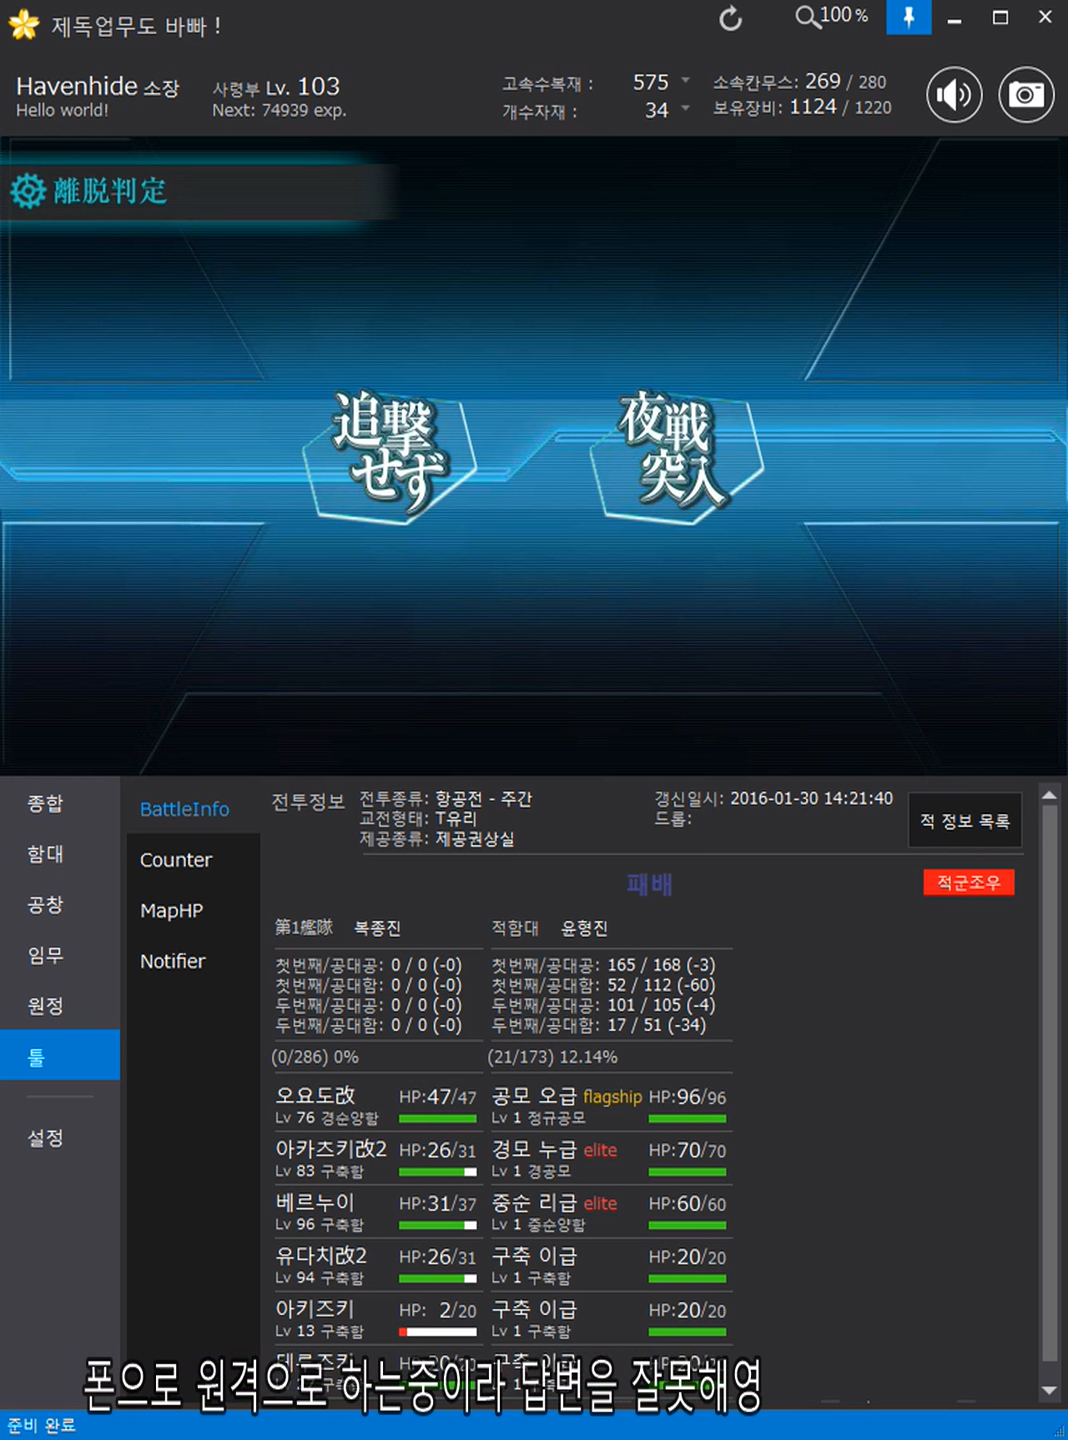 제독업무도 바빠 !
100 %
Havenhide 소장
Hello world!
사령부 Lv. 103
Next: 74939 exp.
고속수복재 : 575
개수자재 : 34
소속칸무스: 269 / 280
보유장비: 1124 / 1220
離脱判定
追撃
せず
夜戦
突入
종합
함대
공창
임무
원정
툴
설정
BattleInfo
Counter
MapHP
Notifier
전투정보
전투종류: 항공전 - 주간
교전형태: T유리
제공종류: 제공권상실
갱신일시: 2016-01-30 14:21:40
드롭:
적 정보 목록
패배
적군조우
第1艦隊 복종진
첫번째/공대공: 0 / 0 (-0)
첫번째/공대함: 0 / 0 (-0)
두번째/공대공: 0 / 0 (-0)
두번째/공대함: 0 / 0 (-0)
(0/286) 0%
오요도改 HP:47/47
Lv 76 경순양함
아카츠키改2 HP:26/31
Lv 83 구축함
베르누이 HP:31/37
Lv 96 구축함
유다치改2 HP:26/31
Lv 94 구축함
아키즈키 HP: 2/20
Lv 13 구축함
적함대 윤형진
첫번째/공대공: 165 / 168 (-3)
첫번째/공대함: 52 / 112 (-60)
두번째/공대공: 101 / 105 (-4)
두번째/공대함: 17 / 51 (-34)
(21/173) 12.14%
공모 오급 flagship HP:96/96
Lv 1 정규공모
경모 누급 elite HP:70/70
Lv 1 경공모
중순 리급 elite HP:60/60
Lv 1 중순양함
구축 이급 HP:20/20
Lv 1 구축함
구축 이급 HP:20/20
Lv 1 구축함
폰으로 원격으로 하는중이라 답변을 잘못해영
준비 완료